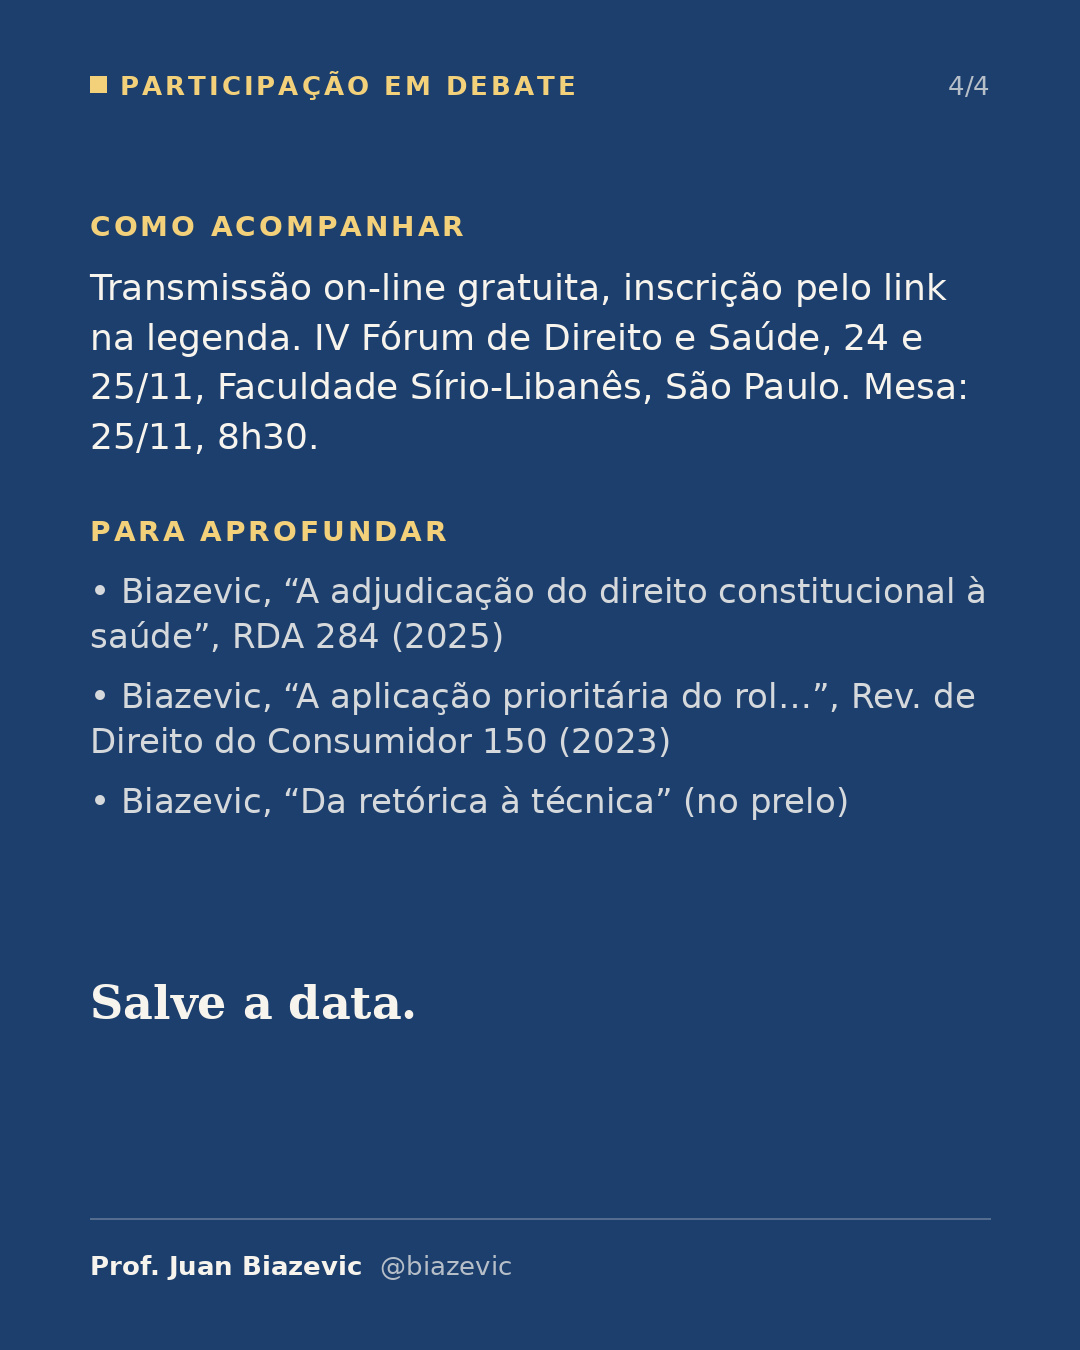 PARTICIPAÇÃO EM DEBATE
4/4
COMO ACOMPANHAR
Transmissão on-line gratuita, inscrição pelo link
na legenda. IV Fórum de Direito e Saúde, 24 e
25/11, Faculdade Sírio-Libanês, São Paulo. Mesa:
25/11, 8h30.
PARA APROFUNDAR
• Biazevic, “A adjudicação do direito constitucional à
saúde”, RDA 284 (2025)
• Biazevic, “A aplicação prioritária do rol…”, Rev. de
Direito do Consumidor 150 (2023)
• Biazevic, “Da retórica à técnica” (no prelo)
Salve a data.
Prof. Juan Biazevic @biazevic